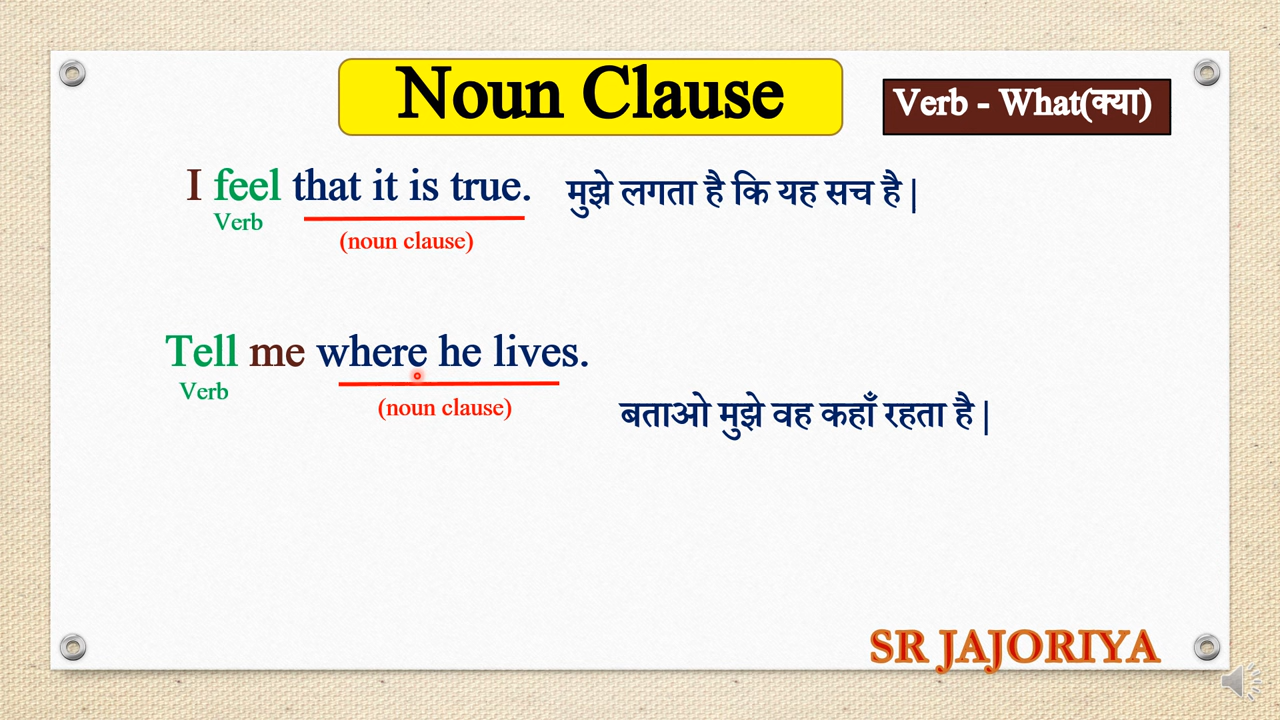 Noun Clause
Verb - What(क्या)
I feel that it is true. मुझे लगता है कि यह सच है |
Verb
(noun clause)
Tell me where he lives.
Verb
(noun clause)
बताओ मुझे वह कहाँ रहता है |
SR JAJORIYA